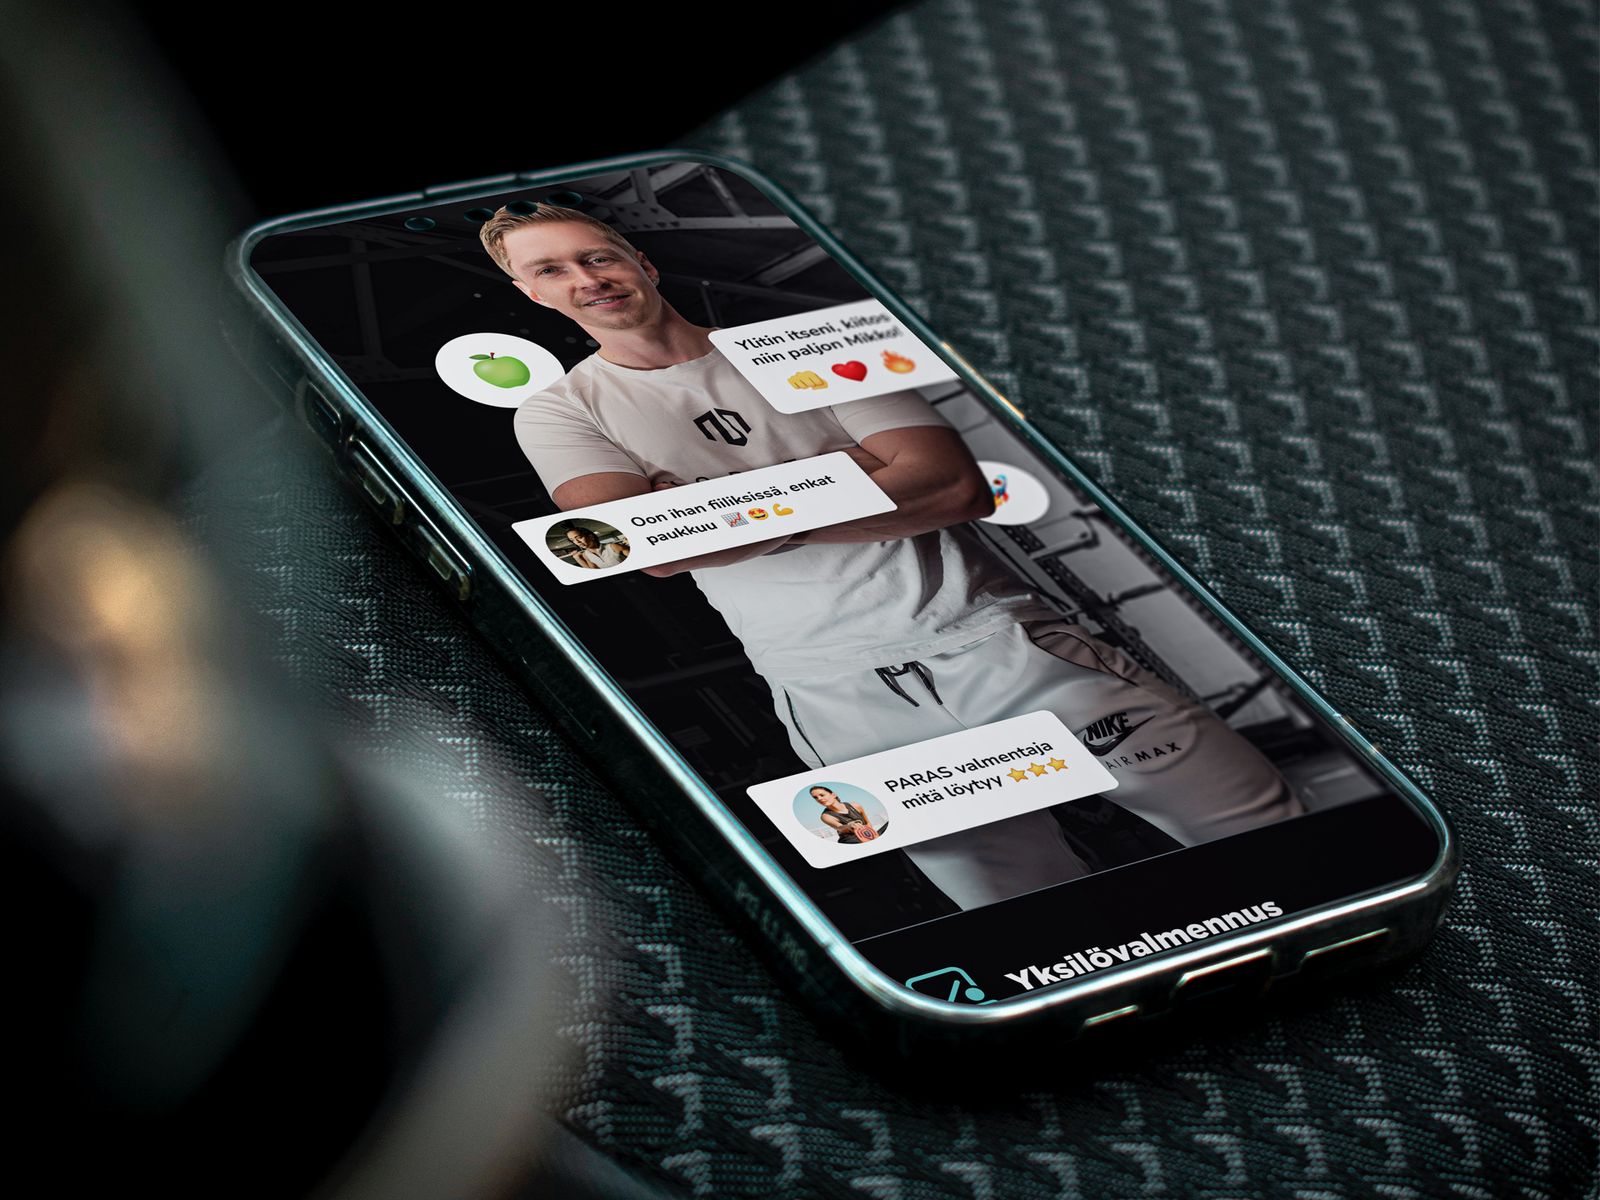 Ylitin itseni, kiitos
niin paljon Mikko!
Oon ihan fiiliksissä, enkat
paukkuu
NIKE
AIR MAX
PARAS valmentaja
mitä löytyy
Yksilövalmennus